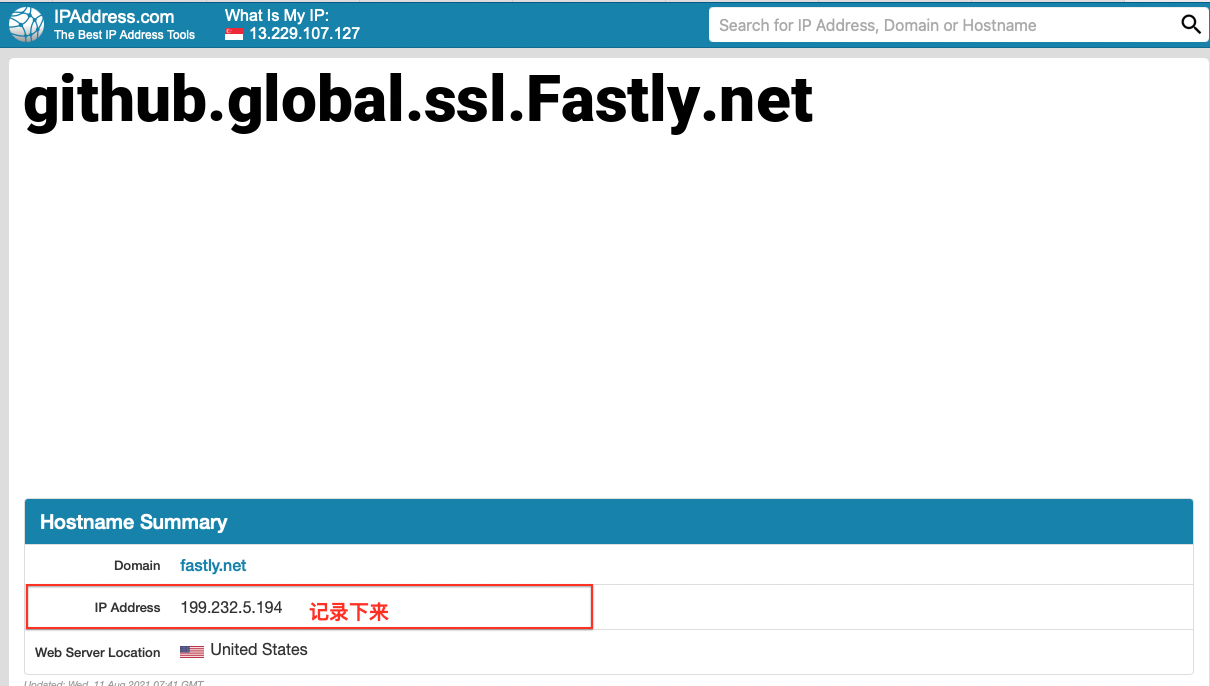 IPAddress.com
The Best IP Address Tools
What Is My IP:
13.229.107.127
Search for IP Address, Domain or Hostname
github.global.ssl.Fastly.net
Hostname Summary
Domain fastly.net
IP Address 199.232.5.194 记录下来
Web Server Location United States
Updated: Wed, 11 Aug 2021 07:41 GMT